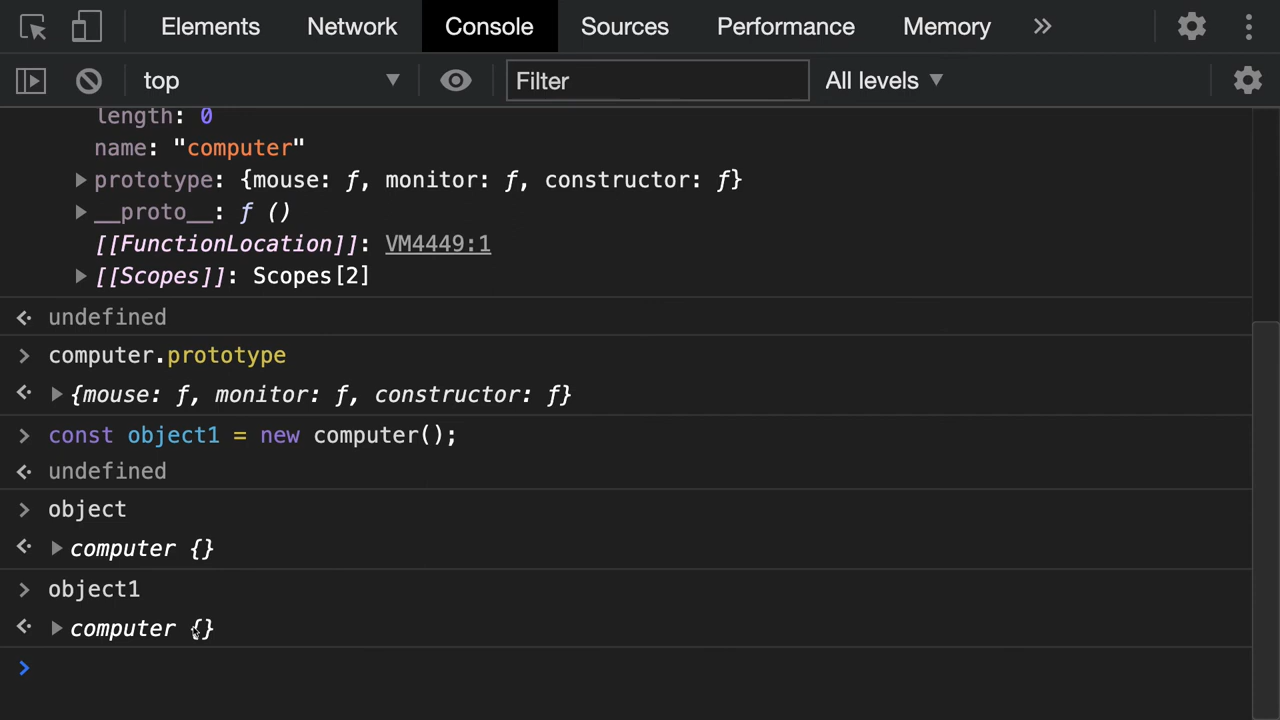 Elements Network Console Sources Performance Memory »
top Filter All levels
length: 0
name: "computer"
prototype: {mouse: ƒ, monitor: ƒ, constructor: ƒ}
__proto__: ƒ ()
[[FunctionLocation]]: VM4449:1
[[Scopes]]: Scopes[2]
undefined
computer.prototype
{mouse: ƒ, monitor: ƒ, constructor: ƒ}
const object1 = new computer();
undefined
object
computer {}
object1
computer {}